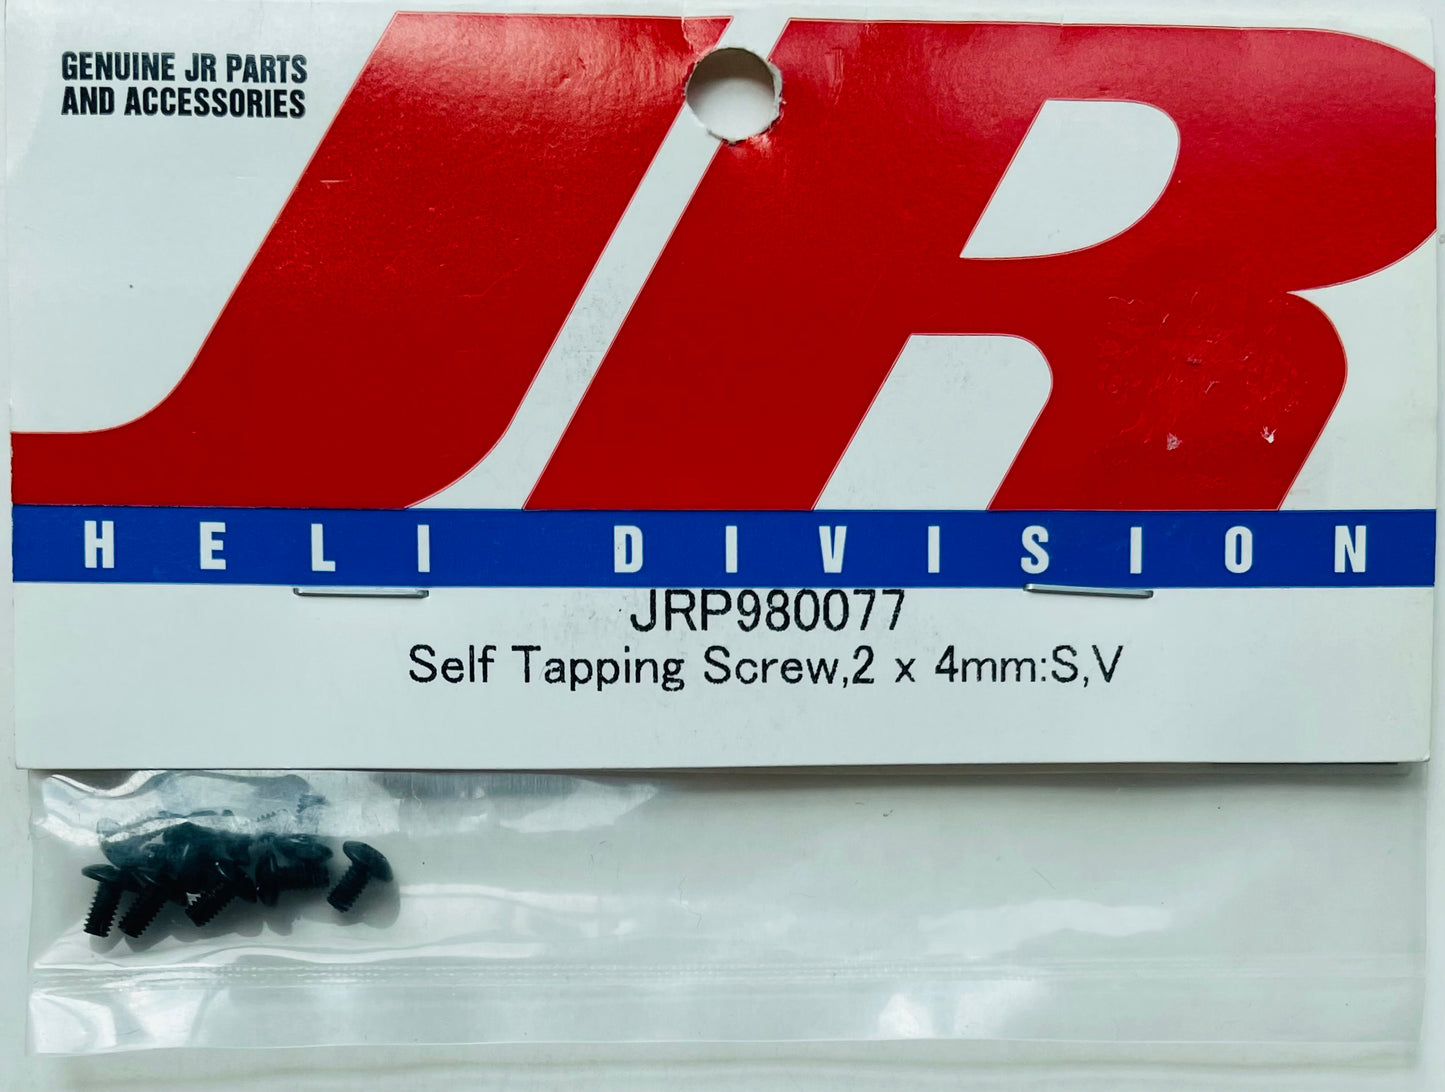 GENUINE JR PARTS
AND ACCESSORIES
JR
HELI DIVISION
JRP980077
Self Tapping Screw,2 x 4mm:S,V